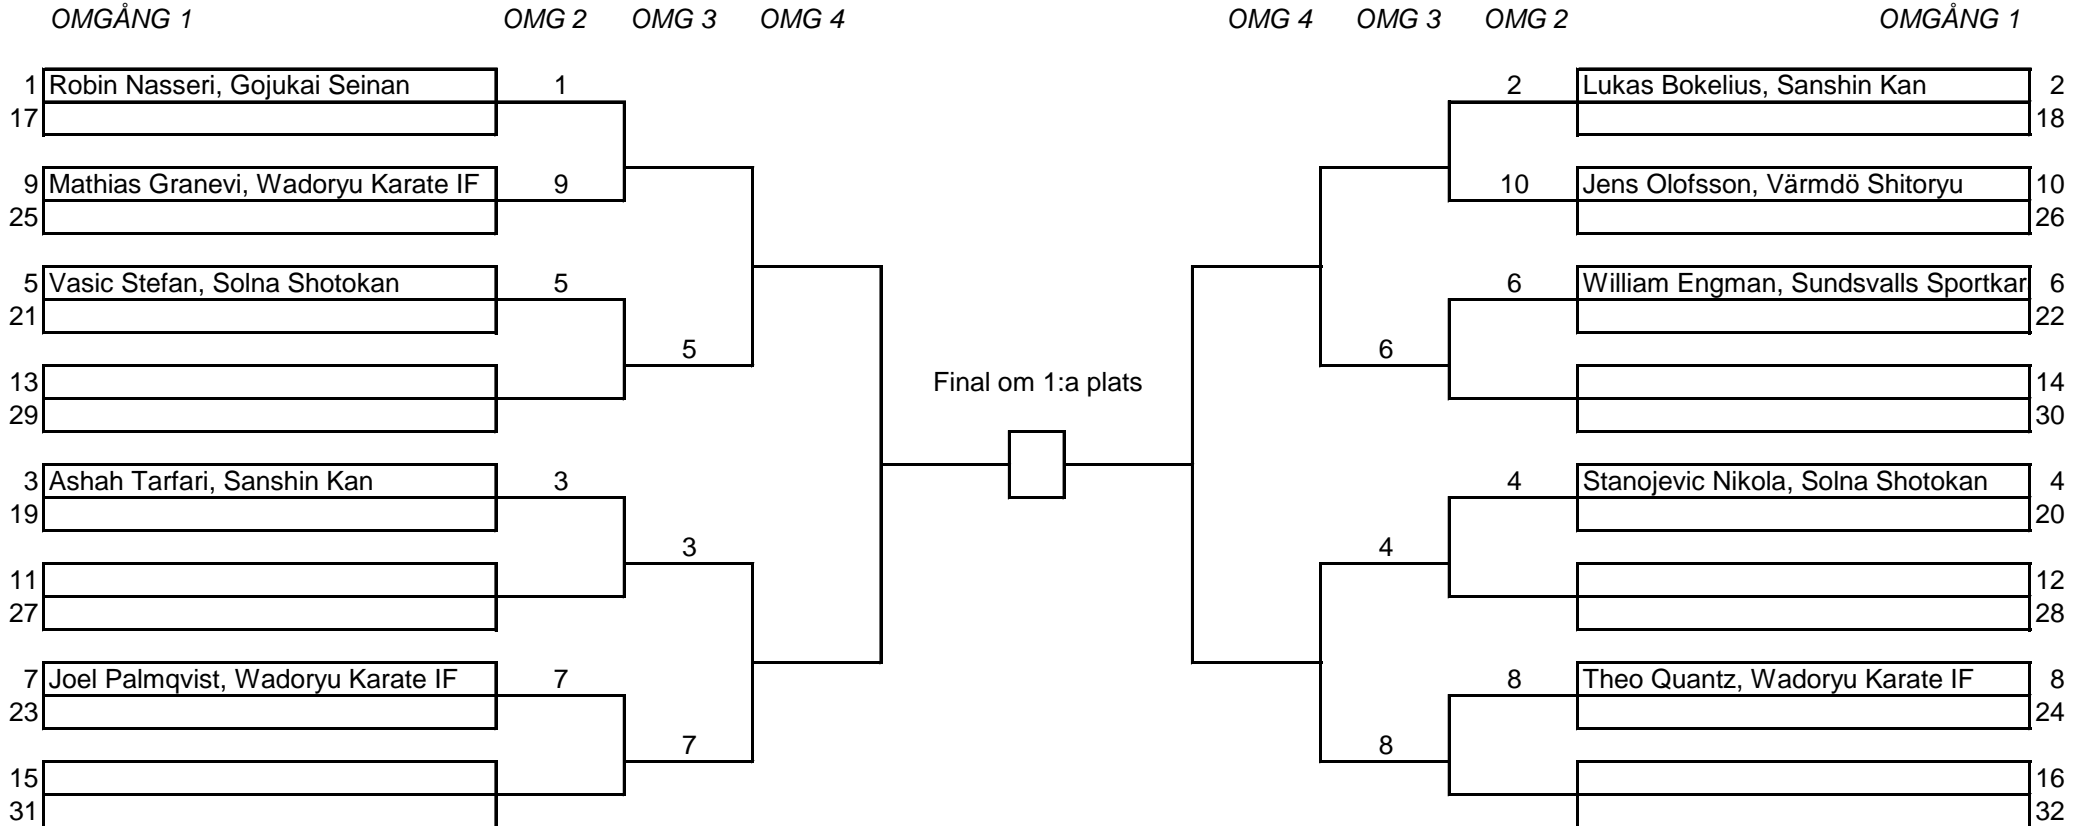 OMGÅNG 1 OMG 2 OMG 3 OMG 4 OMG 4 OMG 3 OMG 2 OMGÅNG 1
1 Robin Nasseri, Gojukai Seinan 1 2 Lukas Bokelius, Sanshin Kan 2
17 18
9 Mathias Granevi, Wadoryu Karate IF 9 10 Jens Olofsson, Värmdö Shitoryu 10
25 26
5 Vasic Stefan, Solna Shotokan 5 6 William Engman, Sundsvalls Sportkar 6
21 22
5 6
13 Final om 1:a plats 14
29 30
3 Ashah Tarfari, Sanshin Kan 3 4 Stanojevic Nikola, Solna Shotokan 4
19 20
3 4
11 12
27 28
7 Joel Palmqvist, Wadoryu Karate IF 7 8 Theo Quantz, Wadoryu Karate IF 8
23 24
7 8
15 16
31 32